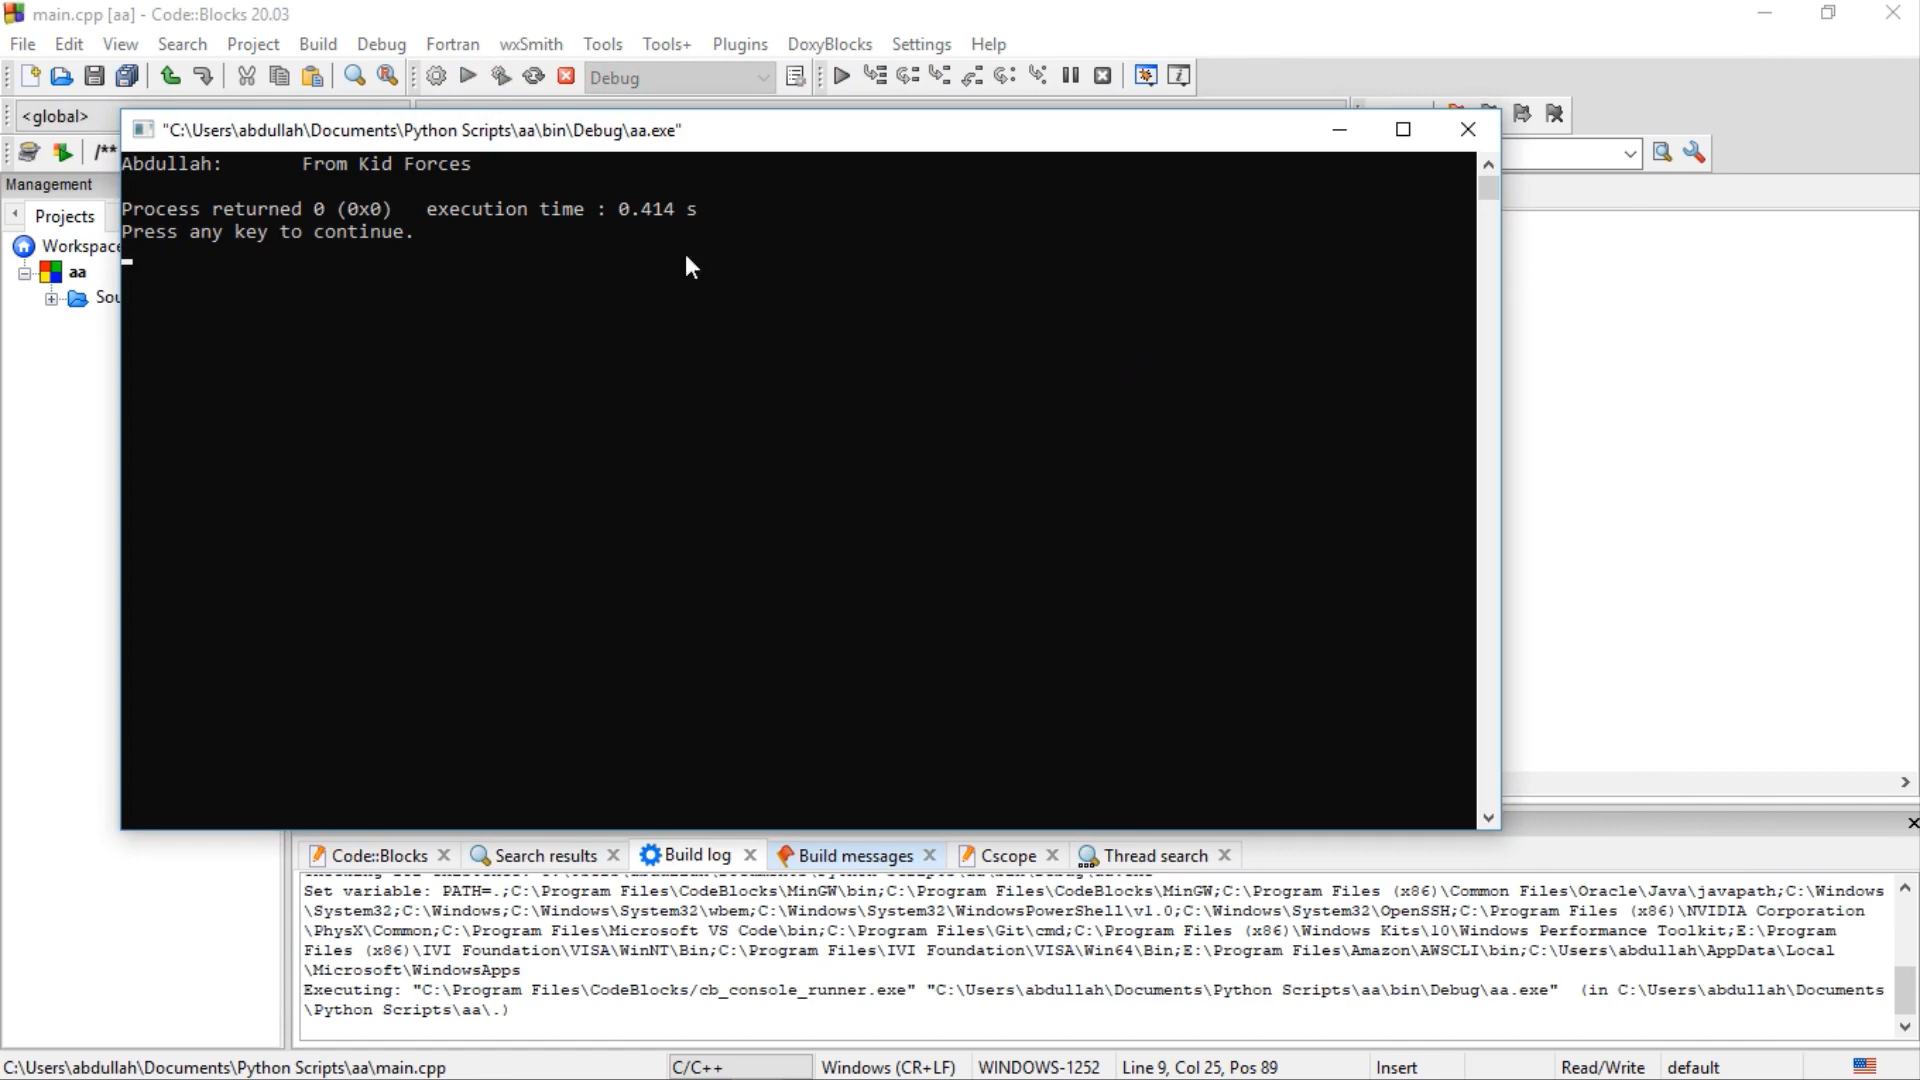 main.cpp [aa] - Code::Blocks 20.03
File Edit View Search Project Build Debug Fortran wxSmith Tools Tools+ Plugins DoxyBlocks Settings Help
Debug
<global>
/**
"C:\Users\abdullah\Documents\Python Scripts\aa\bin\Debug\aa.exe"
Abdullah: From Kid Forces
Process returned 0 (0x0) execution time : 0.414 s
Press any key to continue.
Management
Projects
Workspace
aa
Sou
Code::Blocks Search results Build log Build messages Cscope Thread search
Set variable: PATH=.;C:\Program Files\CodeBlocks\MinGW\bin;C:\Program Files\CodeBlocks\MinGW;C:\Program Files (x86)\Common Files\Oracle\Java\javapath;C:\Windows
\System32;C:\Windows;C:\Windows\System32\wbem;C:\Windows\System32\WindowsPowerShell\v1.0;C:\Windows\System32\OpenSSH;C:\Program Files (x86)\NVIDIA Corporation
\PhysX\Common;C:\Program Files\Microsoft VS Code\bin;C:\Program Files\Git\cmd;C:\Program Files (x86)\Windows Kits\10\Windows Performance Toolkit;E:\Program
Files (x86)\IVI Foundation\VISA\WinNT\Bin;C:\Program Files\IVI Foundation\VISA\Win64\Bin;E:\Program Files\Amazon\AWSCLI\bin;C:\Users\abdullah\AppData\Local
\Microsoft\WindowsApps
Executing: "C:\Program Files\CodeBlocks/cb_console_runner.exe" "C:\Users\abdullah\Documents\Python Scripts\aa\bin\Debug\aa.exe" (in C:\Users\abdullah\Documents
\Python Scripts\aa\.)
C:\Users\abdullah\Documents\Python Scripts\aa\main.cpp C/C++ Windows (CR+LF) WINDOWS-1252 Line 9, Col 25, Pos 89 Insert Read/Write default